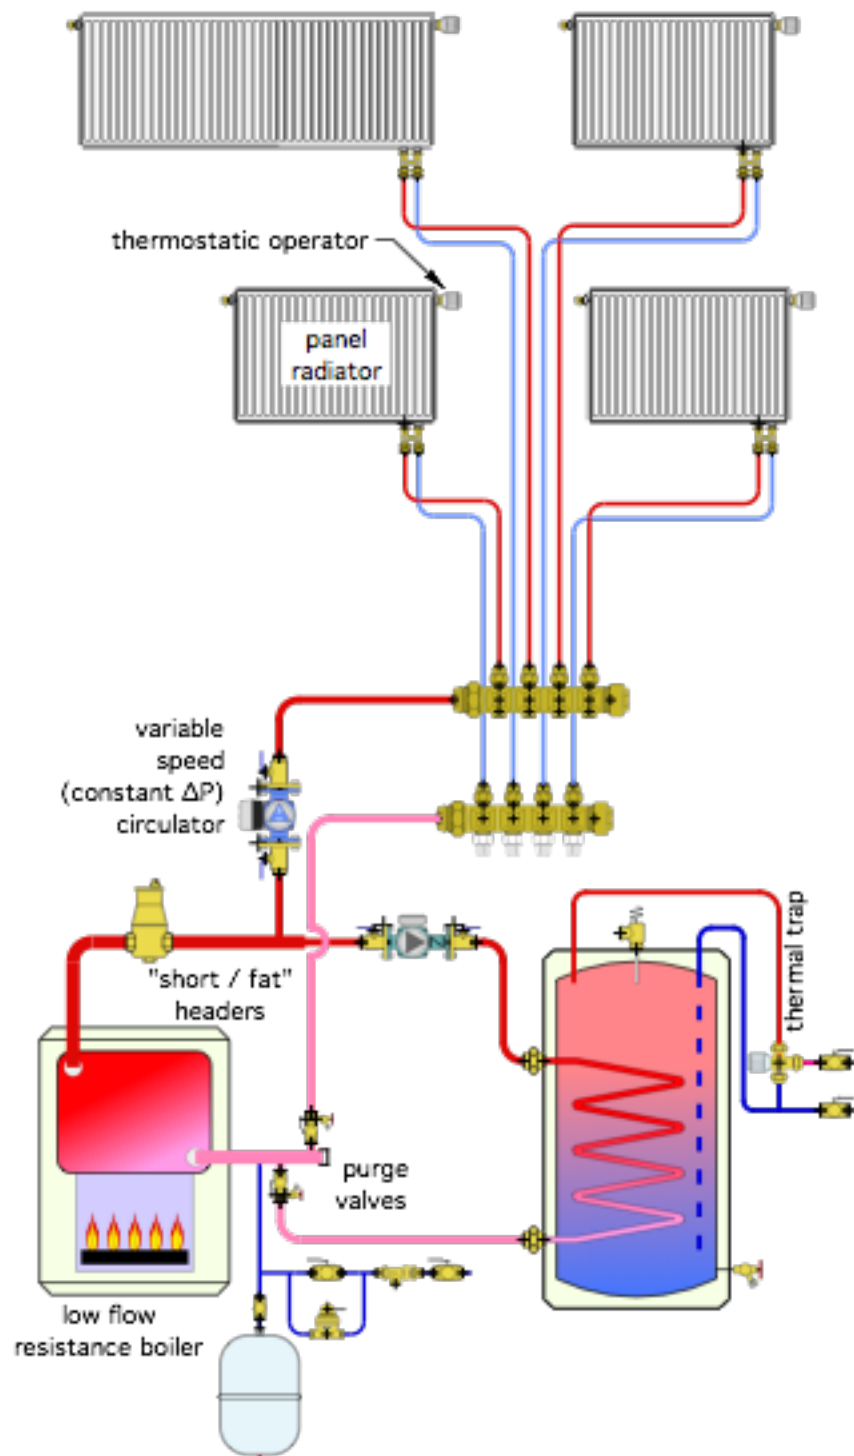 thermostatic operator
panel
radiator
variable
speed
(constant ΔP)
circulator
"short / fat"
headers
thermal trap
purge
valves
low flow
resistance boiler